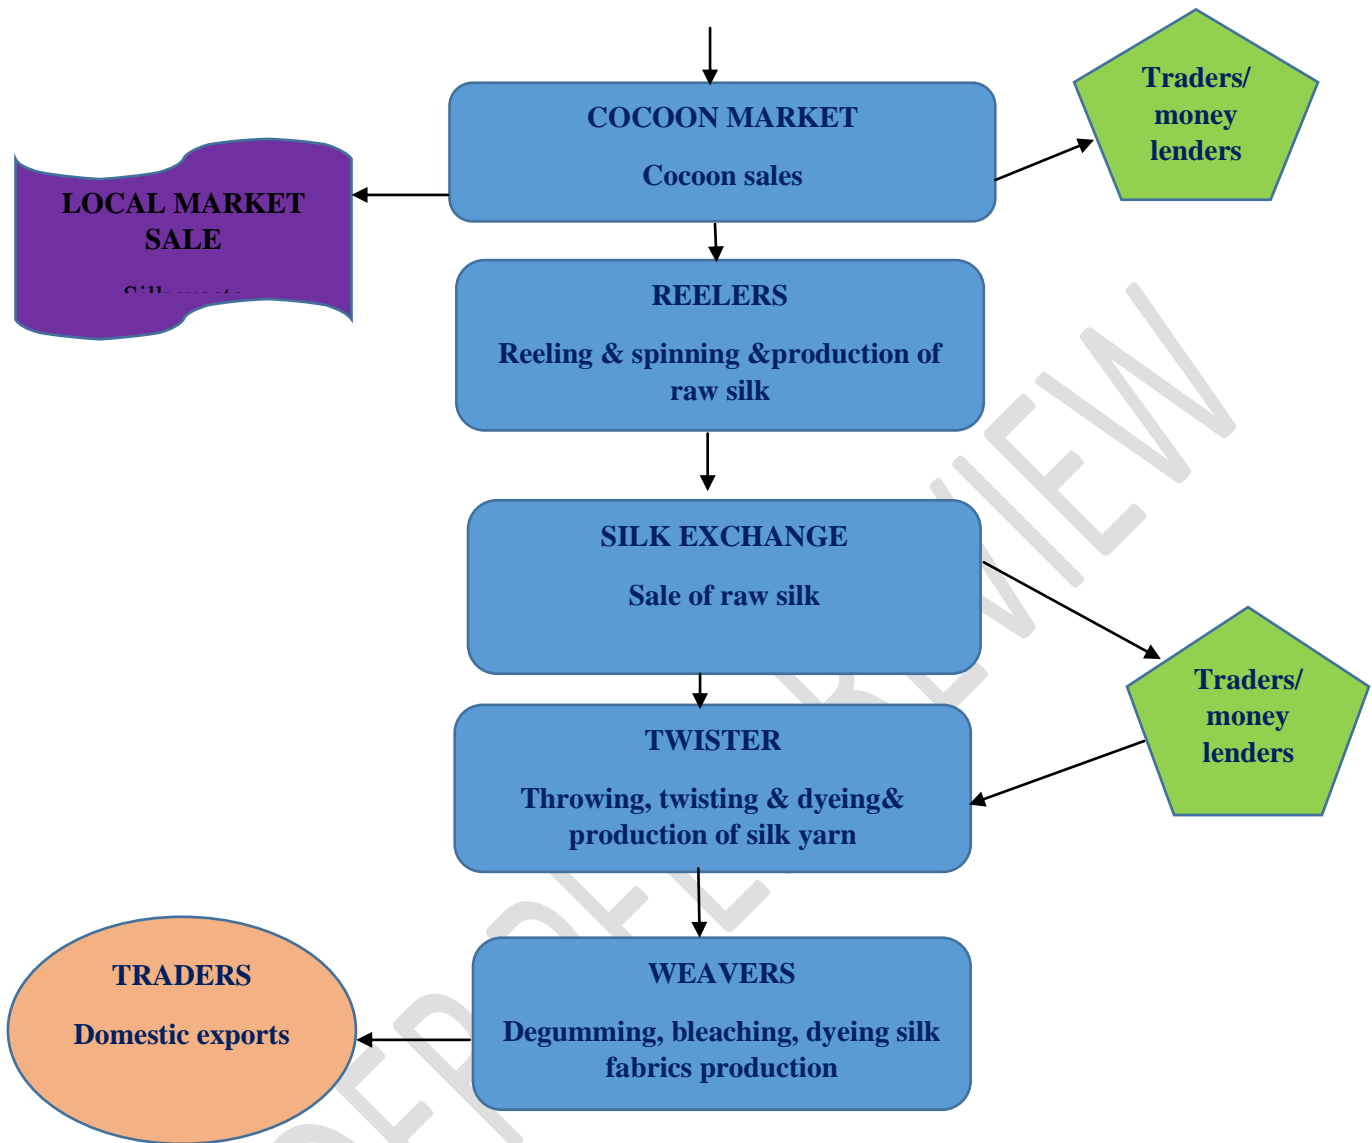 COCOON MARKET
Cocoon sales
Traders/
money
lenders
LOCAL MARKET
SALE
REELERS
Reeling & spinning &production of
raw silk
SILK EXCHANGE
Sale of raw silk
Traders/
money
lenders
TWISTER
Throwing, twisting & dyeing&
production of silk yarn
TRADERS
Domestic exports
WEAVERS
Degumming, bleaching, dyeing silk
fabrics production